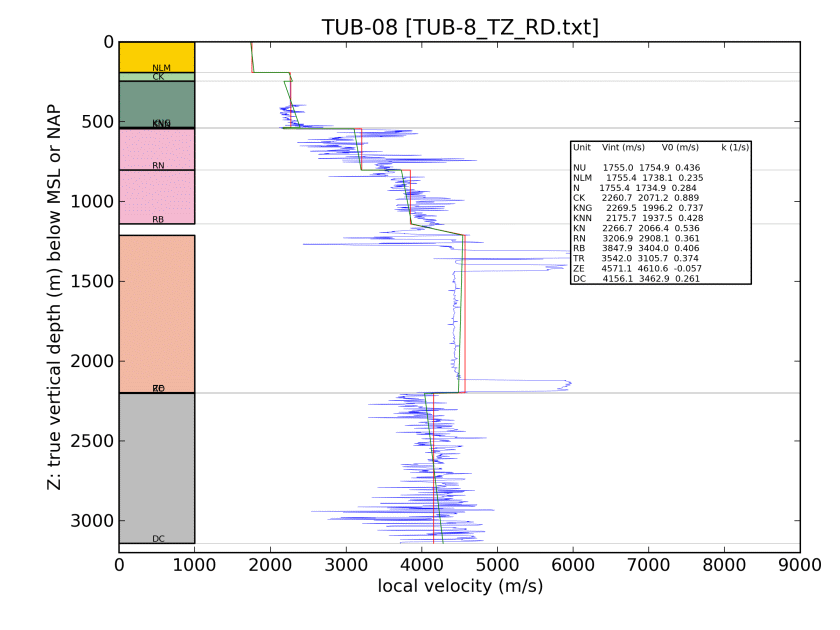 TUB-08 [TUB-8_TZ_RD.txt]
Z: true vertical depth (m) below MSL or NAP
0
500
1000
1500
2000
2500
3000
NLM
CK
KNN
RN
RB
ZE
DC
Unit Vint (m/s) V0 (m/s) k (1/s)
NU 1755.0 1754.9 0.436
NLM 1755.4 1738.1 0.235
N 1755.4 1734.9 0.284
CK 2260.7 2071.2 0.889
KNG 2269.5 1996.2 0.737
KNN 2175.7 1937.5 0.428
KN 2266.7 2066.4 0.536
RN 3206.9 2908.1 0.361
RB 3847.9 3404.0 0.406
TR 3542.0 3105.7 0.374
ZE 4571.1 4610.6 -0.057
DC 4156.1 3462.9 0.261
0 1000 2000 3000 4000 5000 6000 7000 8000 9000
local velocity (m/s)